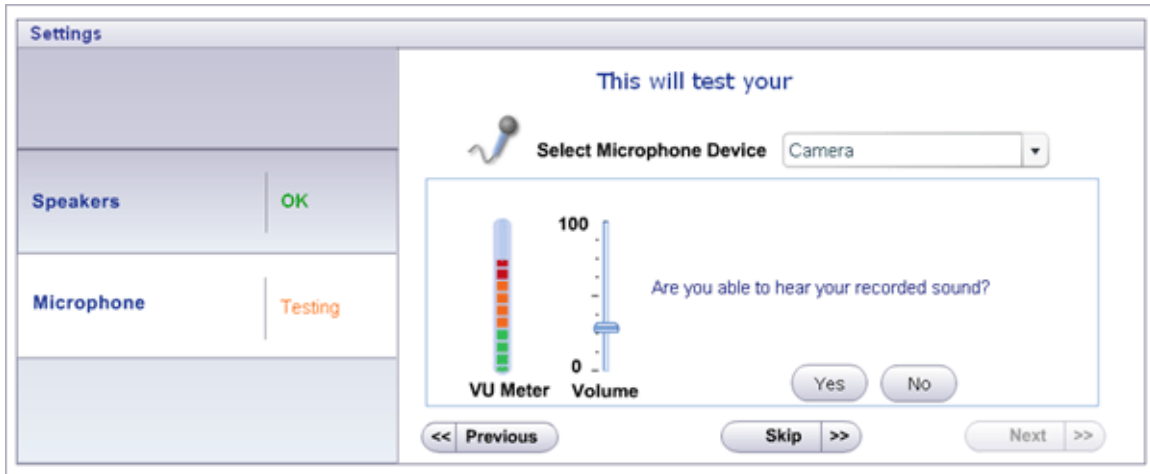 Settings
This will test your
Select Microphone Device Camera
Speakers OK
100
Are you able to hear your recorded sound?
Microphone Testing
0
VU Meter Volume
Yes No
<< Previous Skip >> Next >>